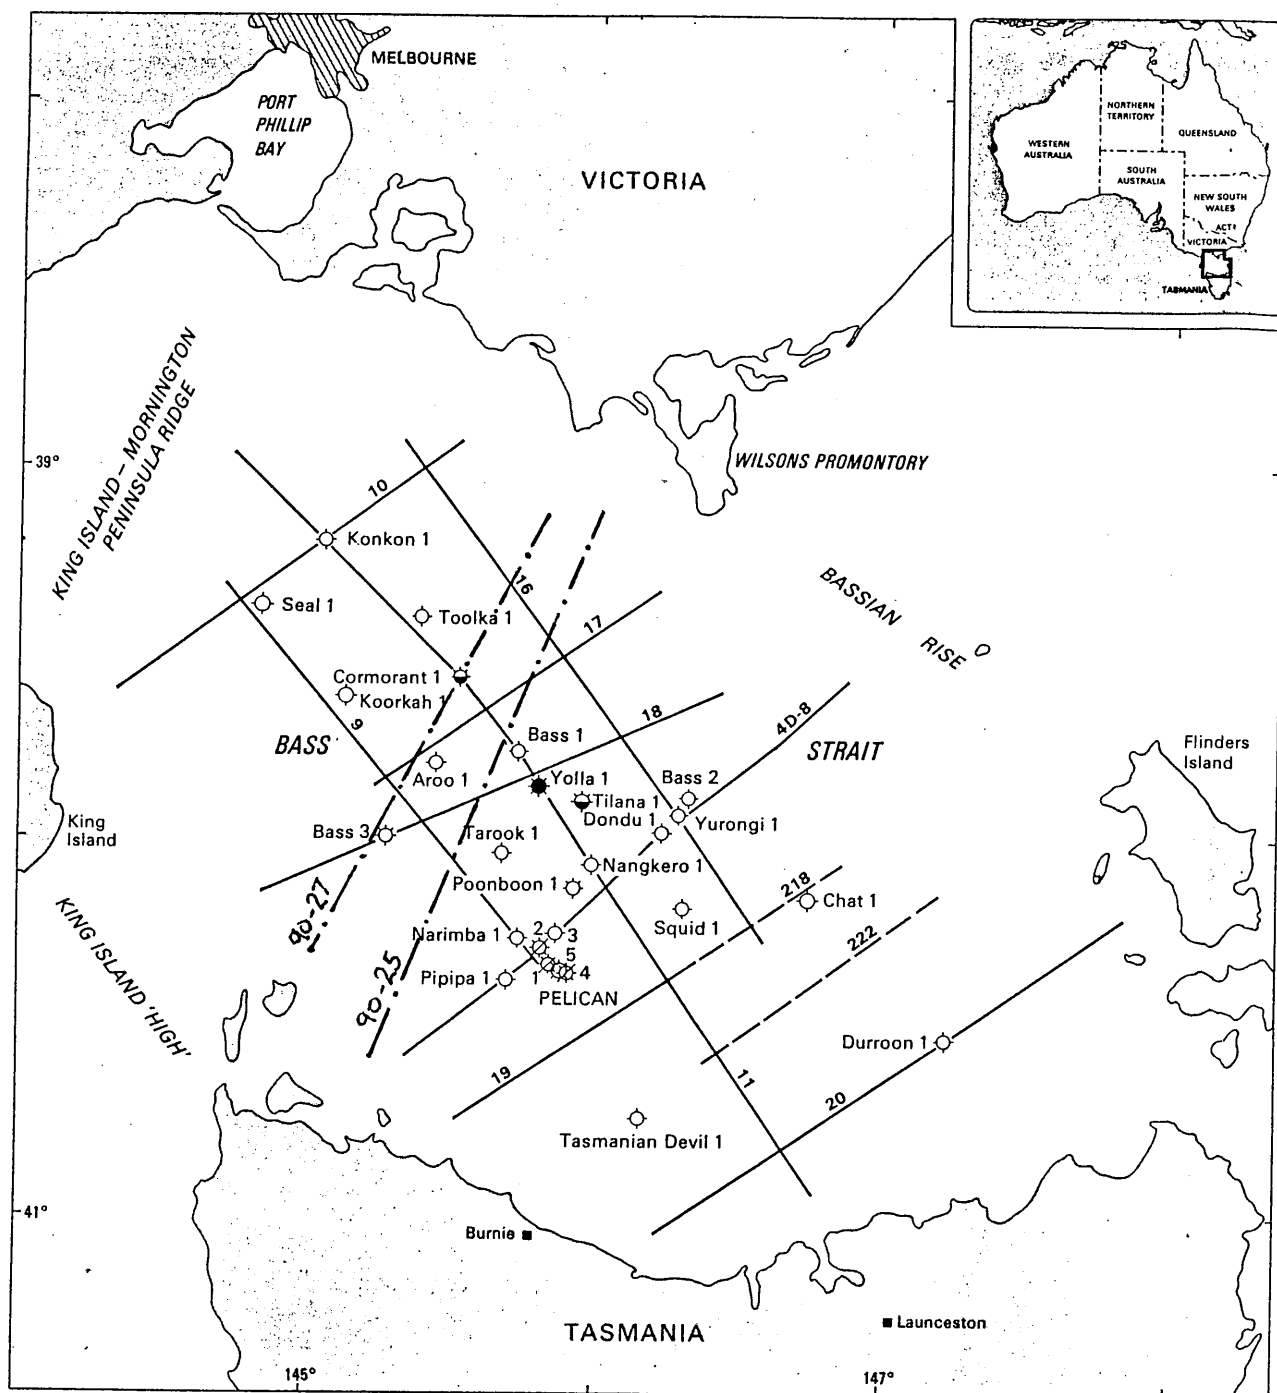 MELBOURNE
PORT
PHILLIP
BAY
VICTORIA
NORTHERN
TERRITORY
WESTERN
AUSTRALIA
QUEENSLAND
SOUTH
AUSTRALIA
NEW SOUTH
WALES
ACT
VICTORIA
TASMANIA
KING ISLAND – MORNINGTON
PENINSULA RIDGE
39°
WILSONS PROMONTORY
10
Konkon 1
16
BASSIAN RISE
Seal 1
Toolka 1
17
Cormorant 1
Koorkah 1
9
18
4D-8
BASS
Bass 1
STRAIT
Flinders
Island
Aroo 1
Yolla 1
Bass 2
Tilana 1
Dondu 1
Yurongi 1
King
Island
Bass 3
Tarook 1
Nangkero 1
Poonboon 1
218
Chat 1
90-27
Squid 1
Narimba 1
2
3
222
KING ISLAND 'HIGH'
5
Pipipa 1
1
4
PELICAN
90-25
Durroon 1
19
11
20
Tasmanian Devil 1
41°
Burnie
TASMANIA
Launceston
145°
147°